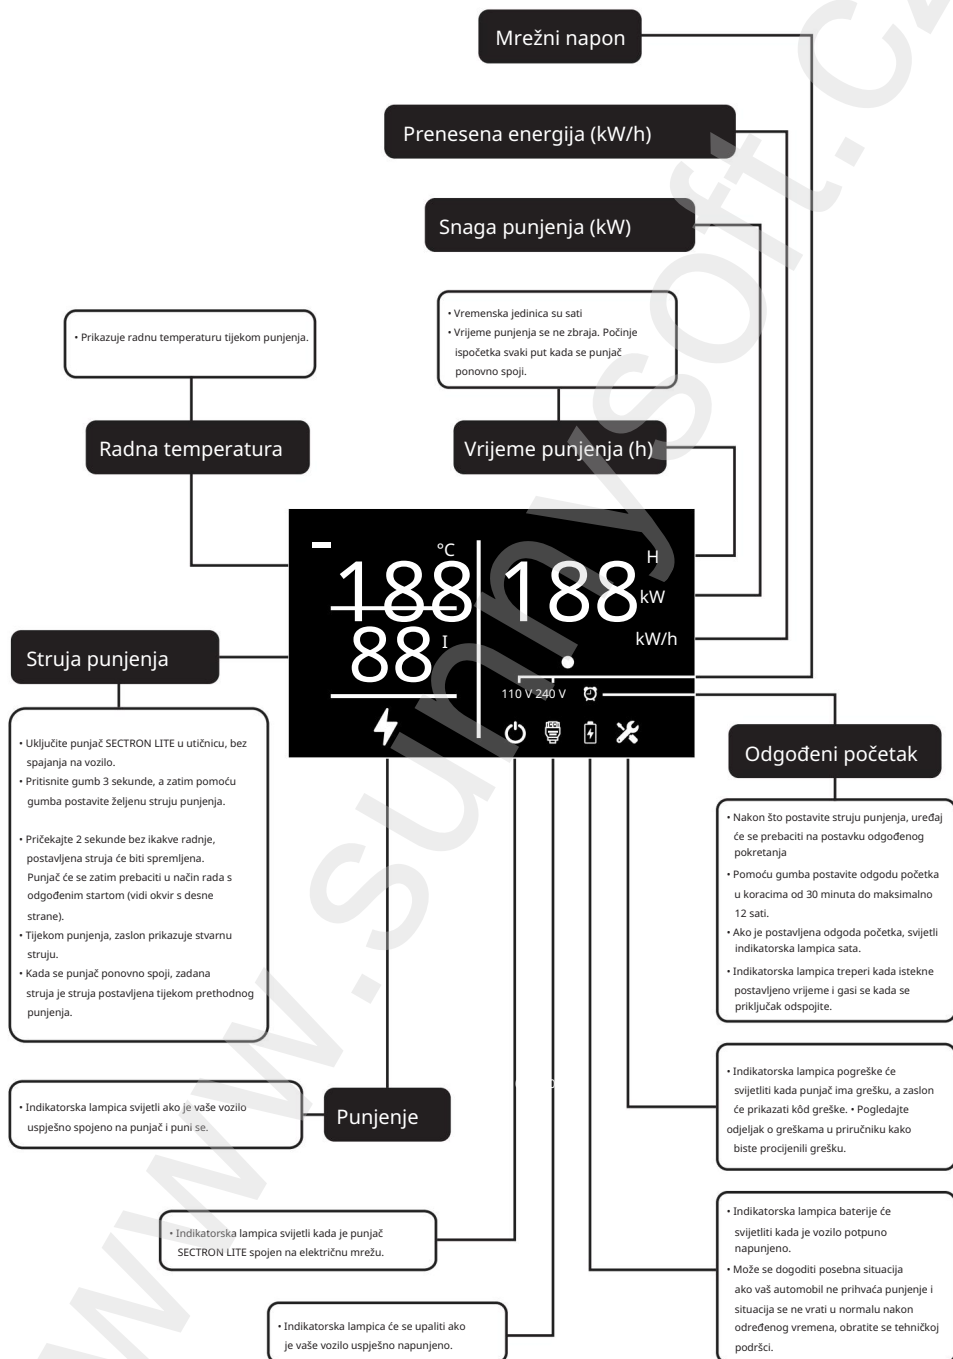 Mrežni napon
Prenesena energija (kW/h)
Snaga punjenja (kW)
• Vremenska jedinica su sati
• Vrijeme punjenja se ne zbraja. Počinje
ispočetka svaki put kada se punjač
ponovno spoji.
• Prikazuje radnu temperaturu tijekom punjenja.
Radna temperatura
Vrijeme punjenja (h)
°C
188
188
H
kW
kW/h
88
I
110 V 240 V
Struja punjenja
• Uključite punjač SECTRON LITE u utičnicu, bez
spajanja na vozilo.
• Pritisnite gumb 3 sekunde, a zatim pomoću
gumba postavite željenu struju punjenja.
• Pričekajte 2 sekunde bez ikakve radnje,
postavljena struja će biti spremljena.
Punjač će se zatim prebaciti u način rada s
odgođenim startom (vidi okvir s desne
strane).
• Tijekom punjenja, zaslon prikazuje stvarnu
struju.
• Kada se punjač ponovno spoji, zadana
struja je struja postavljena tijekom prethodnog
punjenja.
Odgođeni početak
• Nakon što postavite struju punjenja, uređaj
će se prebaciti na postavku odgođenog
pokretanja
• Pomoću gumba postavite odgodu početka
u koracima od 30 minuta do maksimalno
12 sati.
• Ako je postavljena odgoda početka, svijetli
indikatorska lampica sata.
• Indikatorska lampica treperi kada istekne
postavljeno vrijeme i gasi se kada se
priključak odspojite.
• Indikatorska lampica pogreške će
svijetliti kada punjač ima grešku, a zaslon
će prikazati kôd greške. • Pogledajte
odjeljak o greškama u priručniku kako
biste procijenili grešku.
• Indikatorska lampica svijetli ako je vaše vozilo
uspješno spojeno na punjač i puni se.
Punjenje
• Indikatorska lampica svijetli kada je punjač
SECTRON LITE spojen na električnu mrežu.
• Indikatorska lampica baterije će
svijetliti kada je vozilo potpuno
napunjeno.
• Može se dogoditi posebna situacija
ako vaš automobil ne prihvaća punjenje i
situacija se ne vrati u normalu nakon
određenog vremena, obratite se tehničkoj
podršci.
• Indikatorska lampica će se upaliti ako
je vaše vozilo uspješno napunjeno.
www.sunnysoft.cz